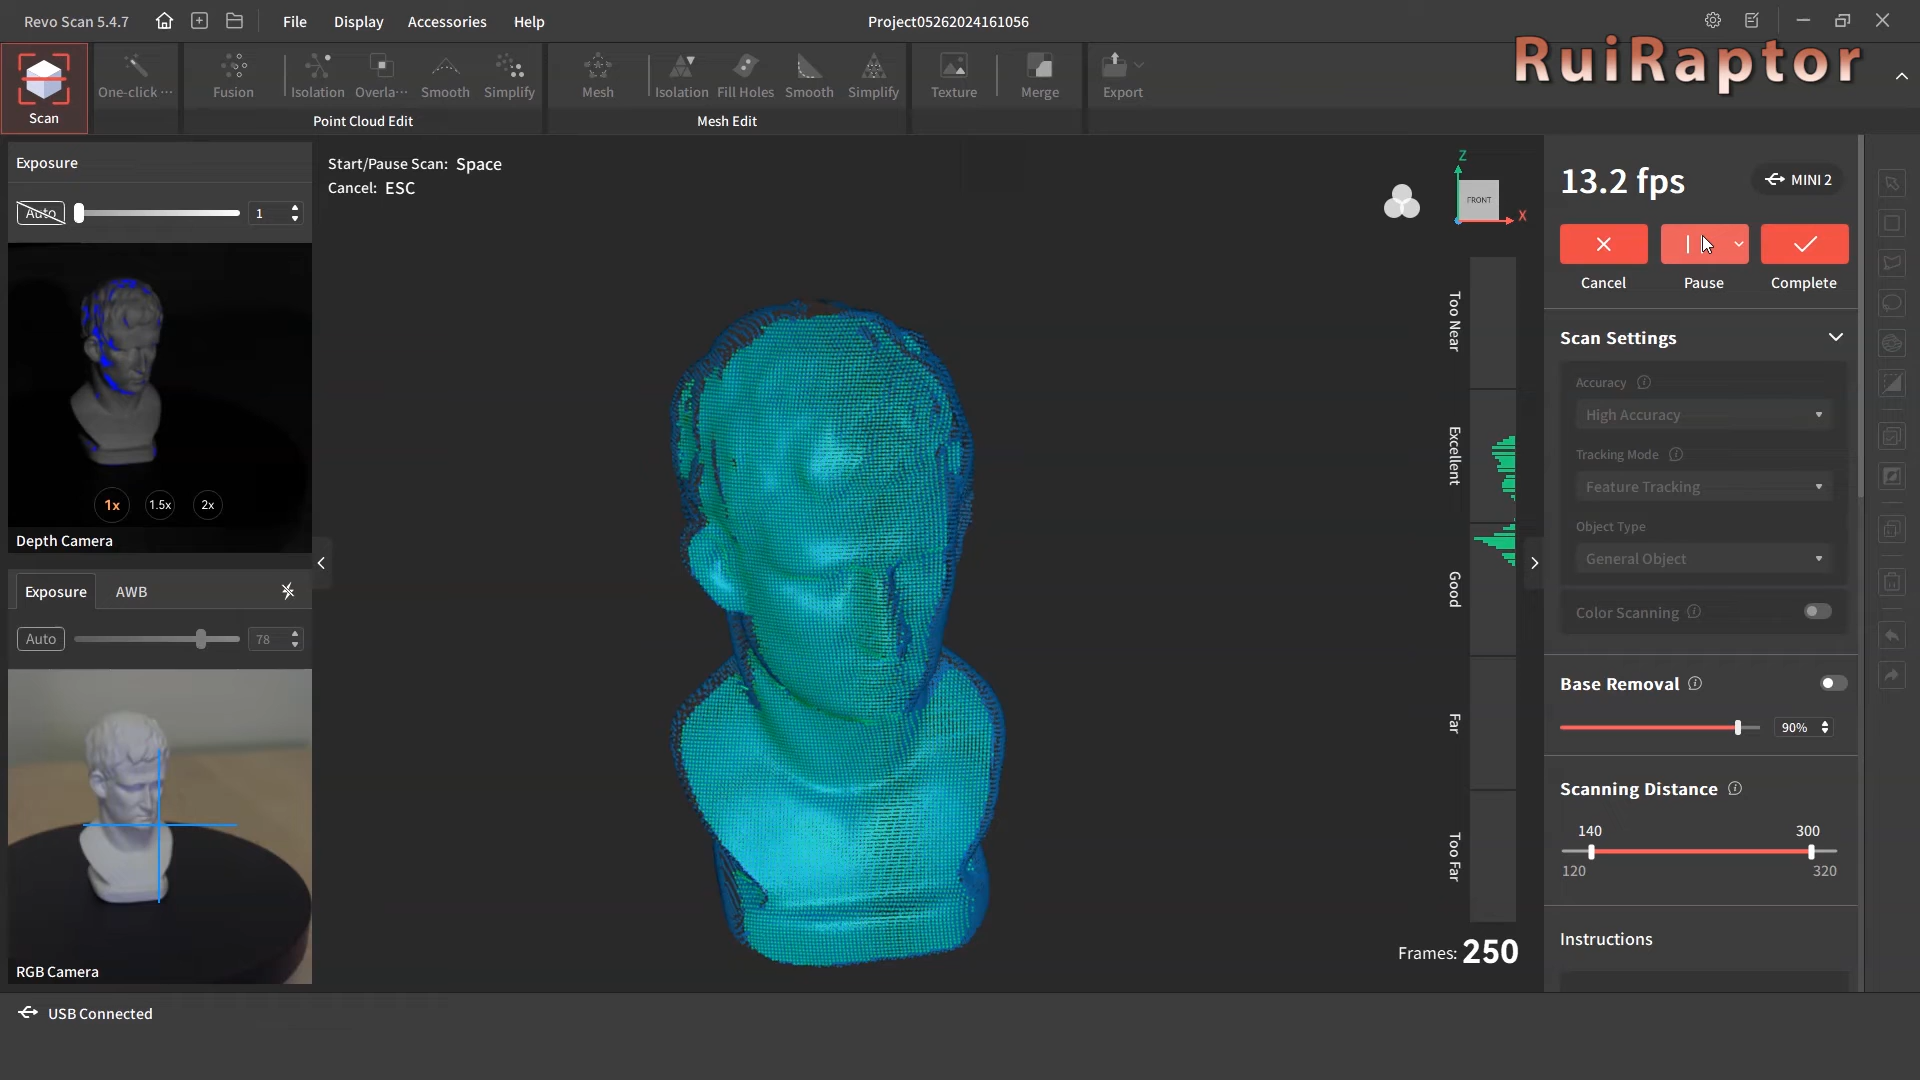 Revo Scan 5.4.7
File Display Accessories Help
Project05262024161056
RuiRaptor
Scan
One-click ···
Fusion
Isolation
Overla···
Smooth
Simplify
Point Cloud Edit
Mesh
Isolation
Fill Holes
Smooth
Simplify
Mesh Edit
Texture
Merge
Export
Exposure
Auto
1
1x
1.5x
2x
Depth Camera
Exposure
AWB
Auto
78
RGB Camera
Start/Pause Scan: Space
Cancel: ESC
Z
FRONT
X
Too Near
Excellent
Good
Far
Too Far
Frames: 250
13.2 fps
MINI 2
Cancel
Pause
Complete
Scan Settings
Accuracy
High Accuracy
Tracking Mode
Feature Tracking
Object Type
General Object
Color Scanning
Base Removal
90%
Scanning Distance
140
300
120
320
Instructions
USB Connected